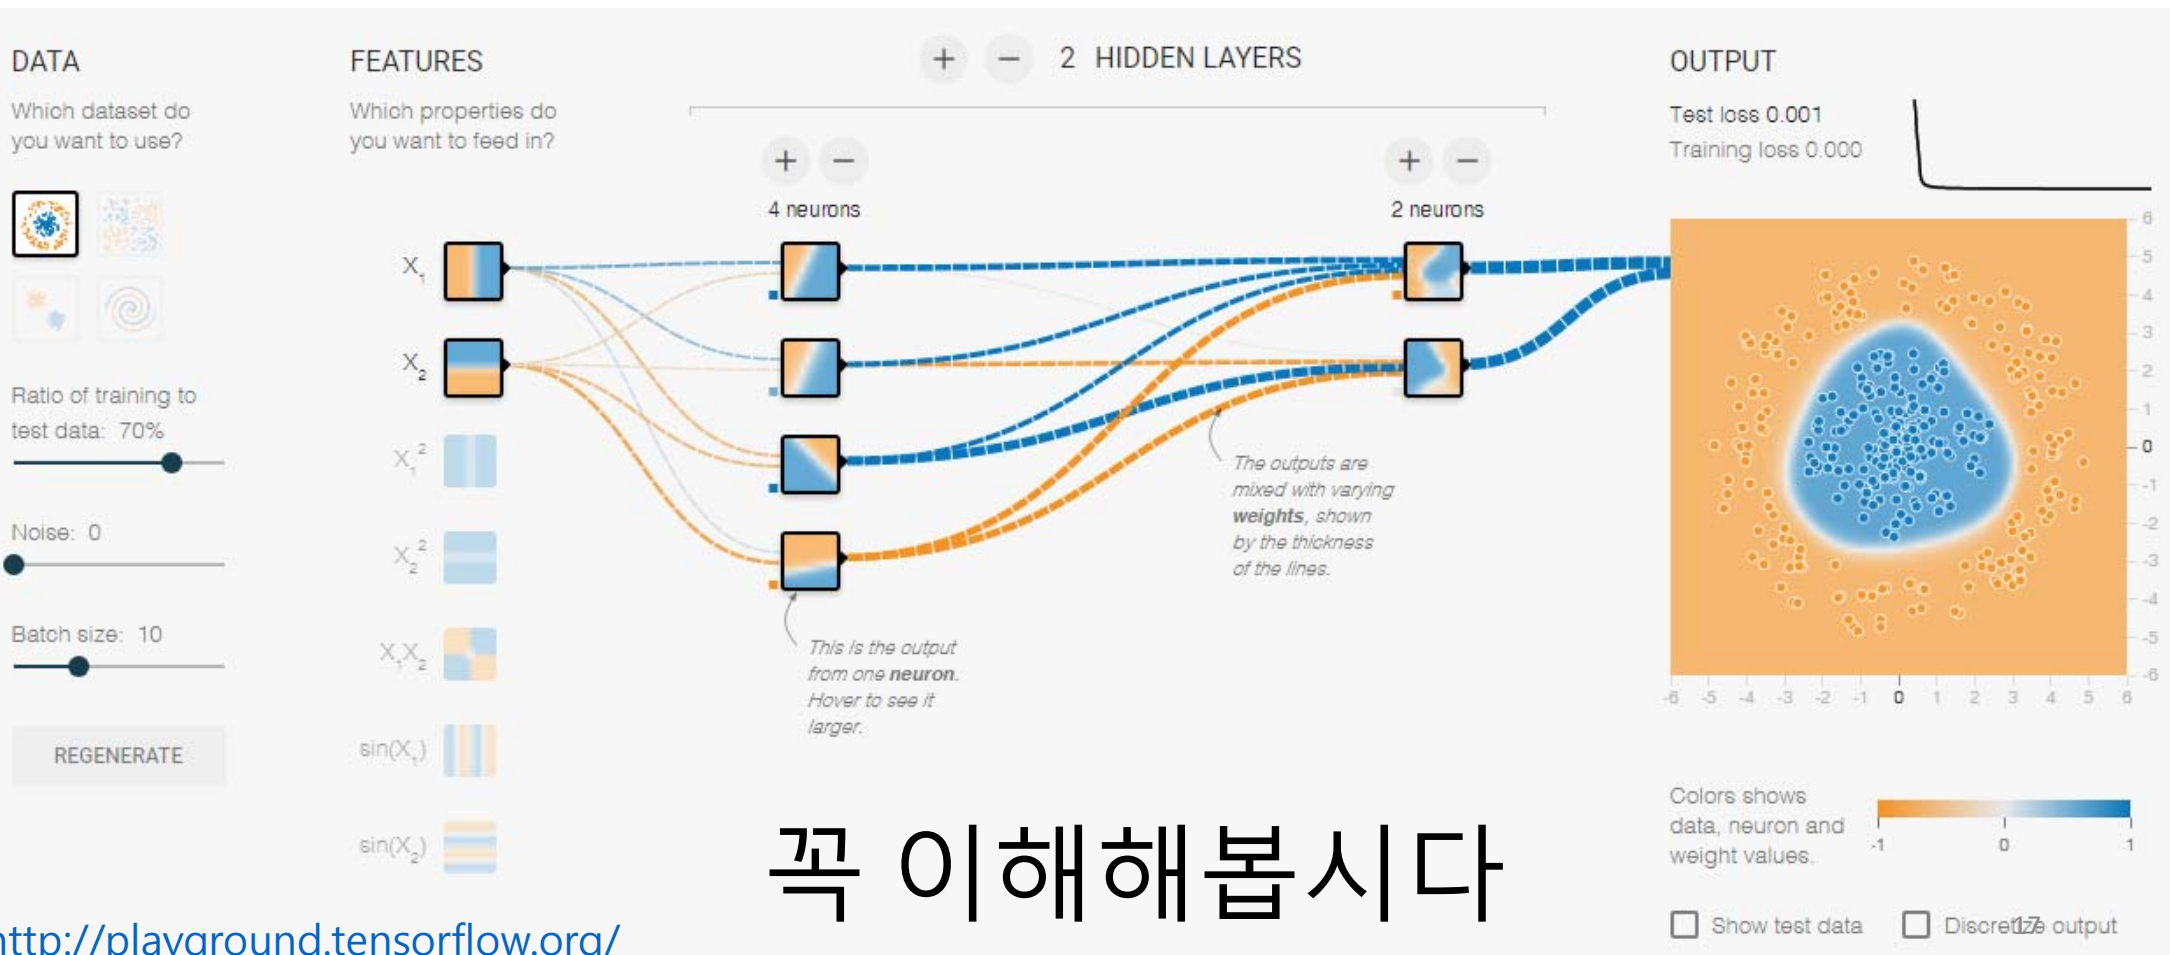 DATA
Which dataset do
you want to use?
Ratio of training to
test data: 70%
Noise: 0
Batch size: 10
REGENERATE
FEATURES
Which properties do
you want to feed in?
X₁
X₂
X₁²
X₂²
X₁X₂
sin(X₁)
sin(X₂)
+ − 2 HIDDEN LAYERS
+ −
4 neurons
+ −
2 neurons
This is the output
from one neuron.
Hover to see it
larger.
The outputs are
mixed with varying
weights, shown
by the thickness
of the lines.
OUTPUT
Test loss 0.001
Training loss 0.000
6
5
4
3
2
1
0
-1
-2
-3
-4
-5
-6
-6 -5 -4 -3 -2 -1 0 1 2 3 4 5 6
Colors shows
data, neuron and
weight values.
-1 0 1
Show test data
Discretize output
17
꼭 이해해봅시다
http://playground.tensorflow.org/